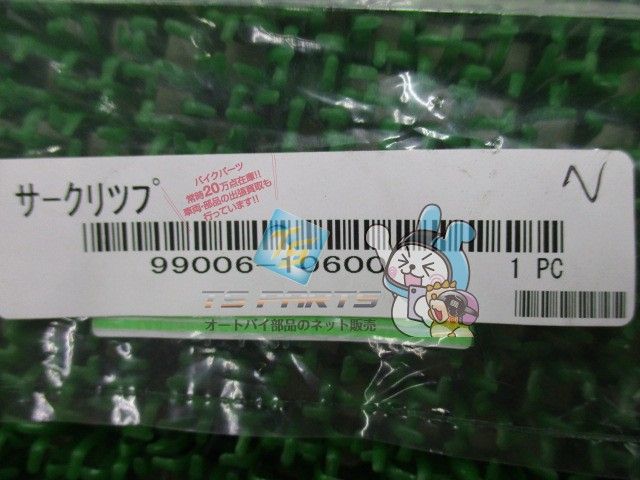 サークリツプ
N
バイクパーツ
常時20万点在庫!!
車両・部品の出張買取も
行っています!!
99006-10600
1 PC
TS PARTS
オートバイ部品のネット販売